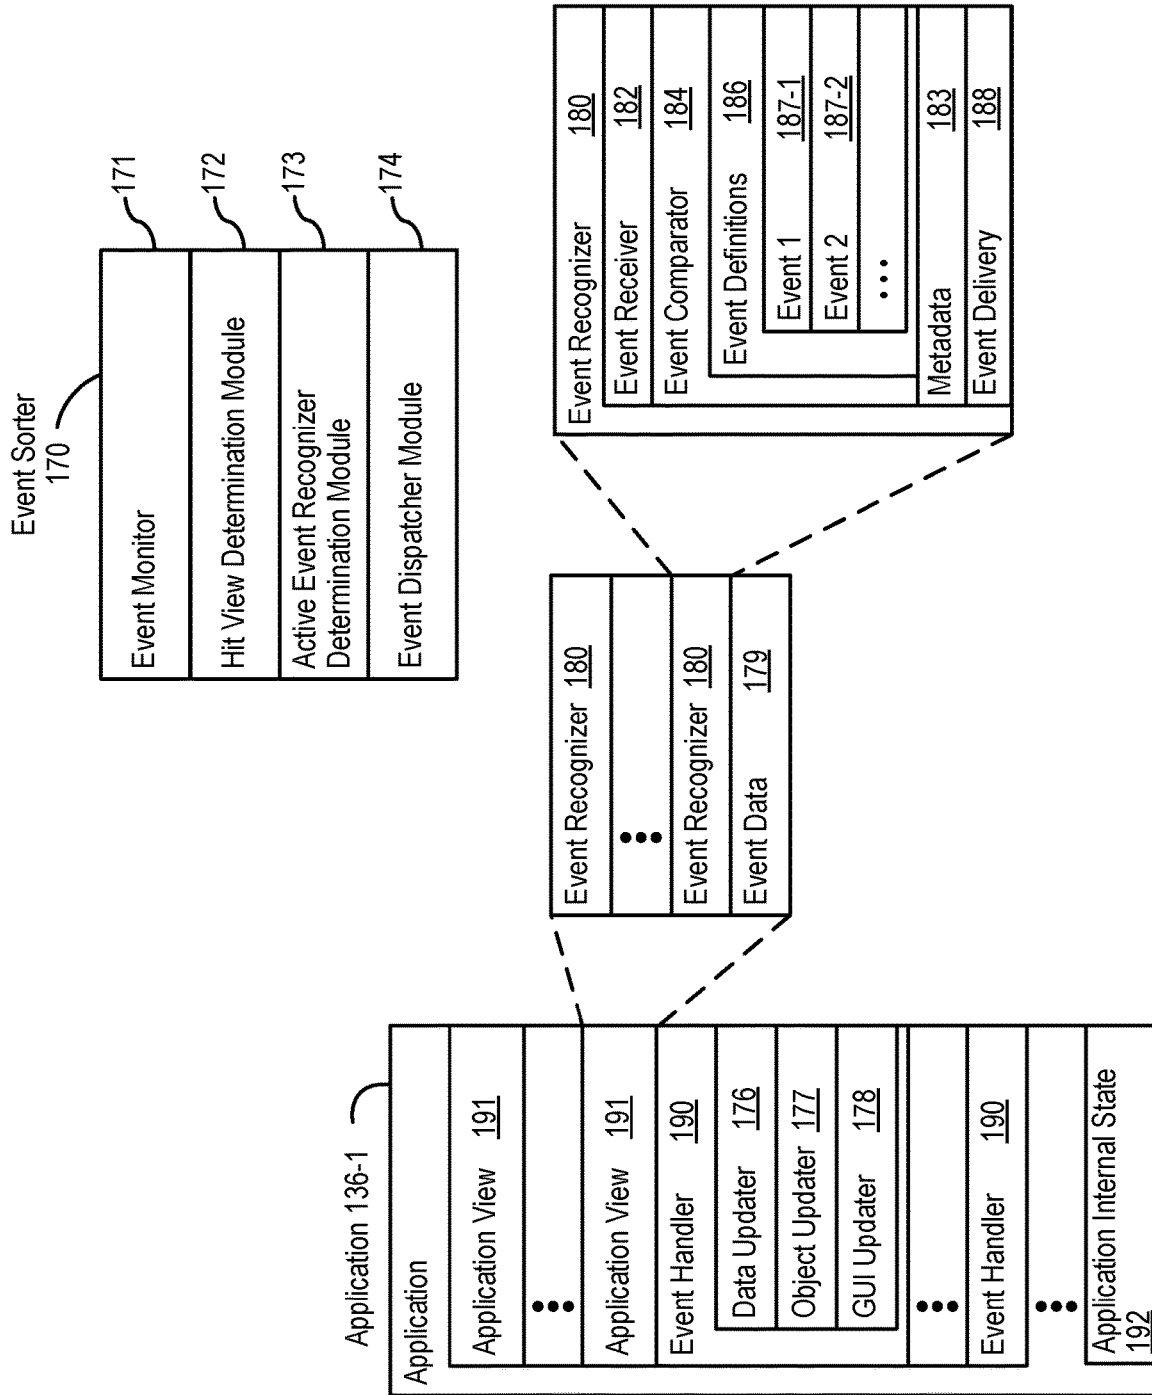 Event Sorter
170
Event Monitor
171
Hit View Determination Module
172
Active Event Recognizer
Determination Module
173
Event Dispatcher Module
174
Application 136-1
Application
Application View 191
•••
Application View 191
Event Handler 190
Data Updater 176
Object Updater 177
GUI Updater 178
•••
Event Handler 190
•••
Application Internal State
192
Event Recognizer 180
•••
Event Recognizer 180
Event Data 179
Event Recognizer 180
Event Receiver 182
Event Comparator 184
Event Definitions 186
Event 1 187-1
Event 2 187-2
•••
Metadata 183
Event Delivery 188